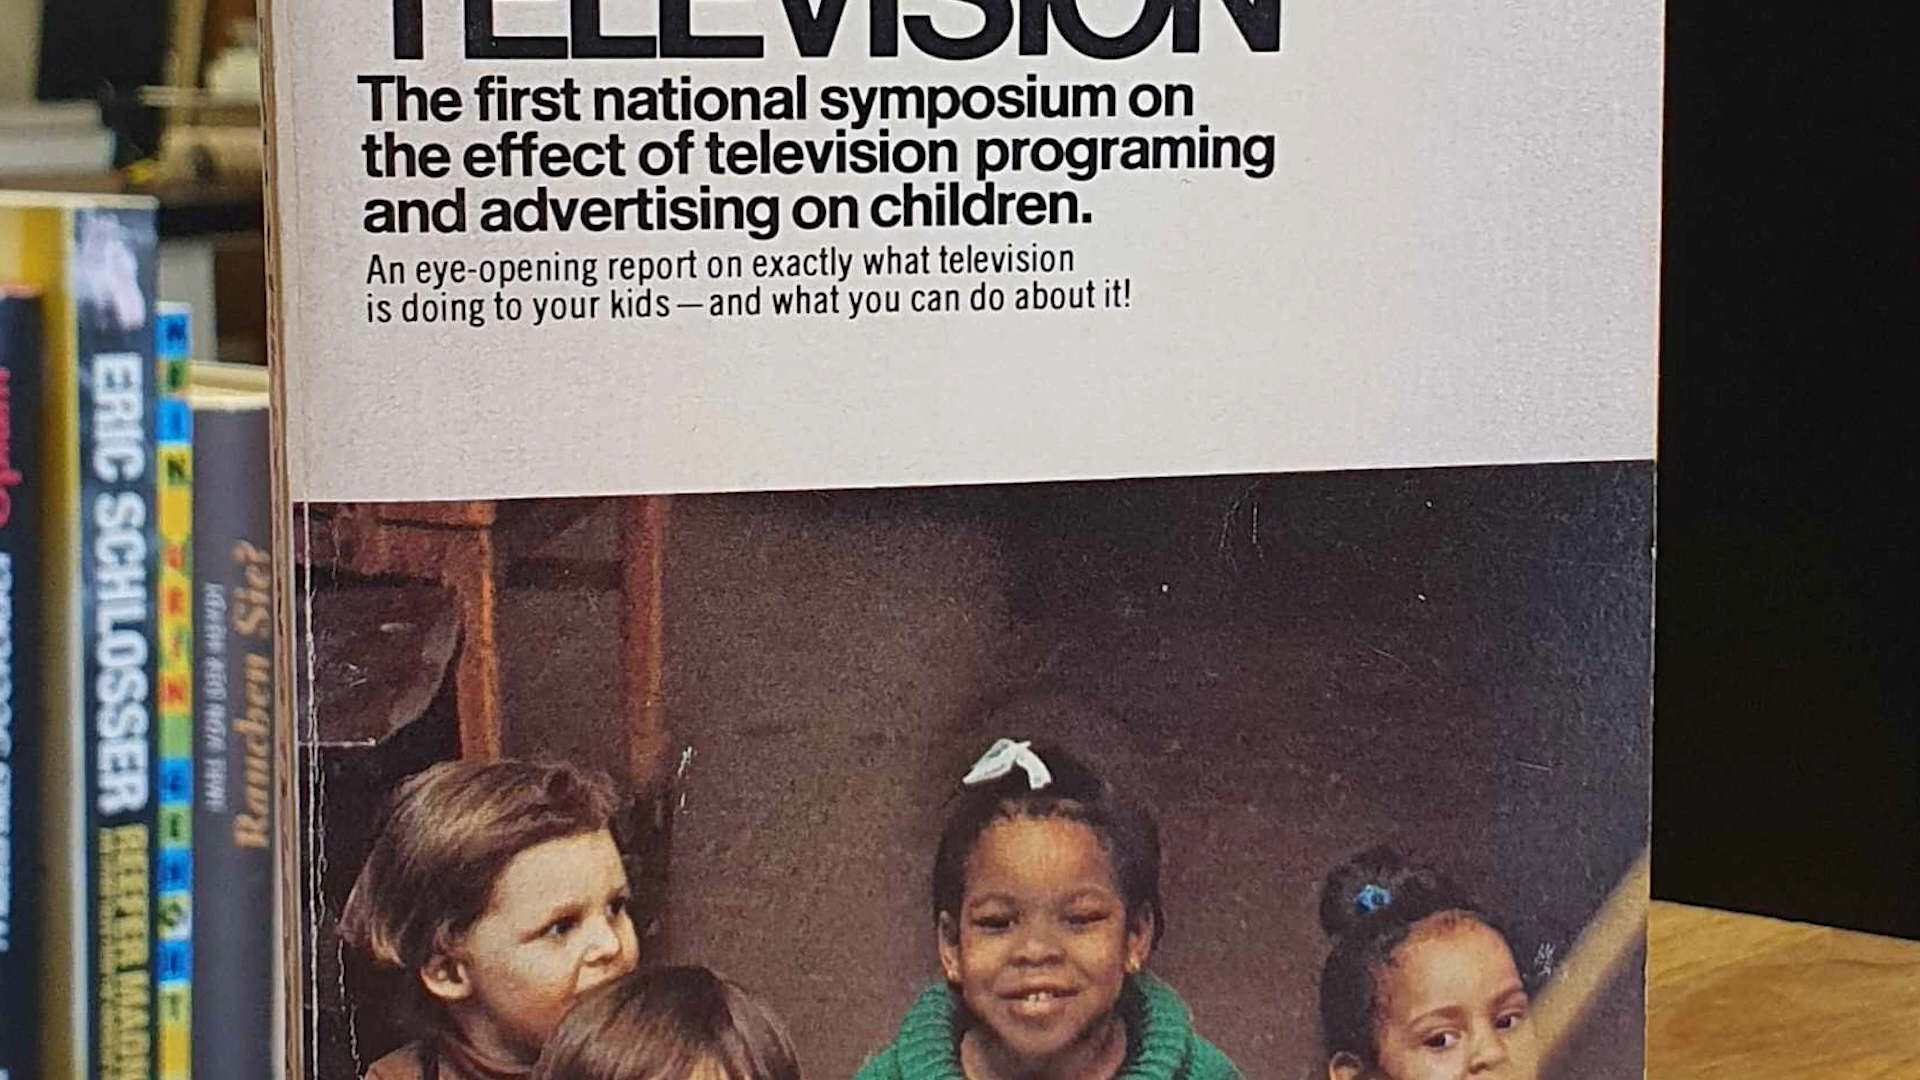 TELEVISION
The first national symposium on
the effect of television programing
and advertising on children.
An eye-opening report on exactly what television
is doing to your kids—and what you can do about it!
ERIC SCHLOSSER
Rauchen Sie?